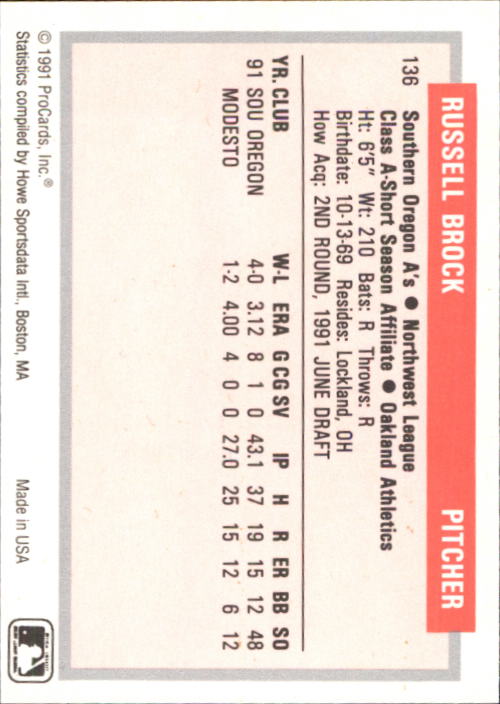 RUSSELL BROCK PITCHER
136 Southern Oregon A's ● Northwest League
Class A-Short Season Affiliate ● Oakland Athletics
Ht: 6'5" Wt: 210 Bats: R Throws: R
Birthdate: 10-13-69 Resides: Lockland, OH
How Acq: 2ND ROUND, 1991 JUNE DRAFT
YR. CLUB W-L ERA G CG SV IP H R ER BB SO
91 SOU OREGON 4-0 3.12 8 1 0 43.1 37 19 15 12 48
MODESTO 1-2 4.00 4 0 0 27.0 25 15 12 6 12
© 1991 ProCards, Inc.®
Statistics compiled by Howe Sportsdata Intl., Boston, MA Made in USA